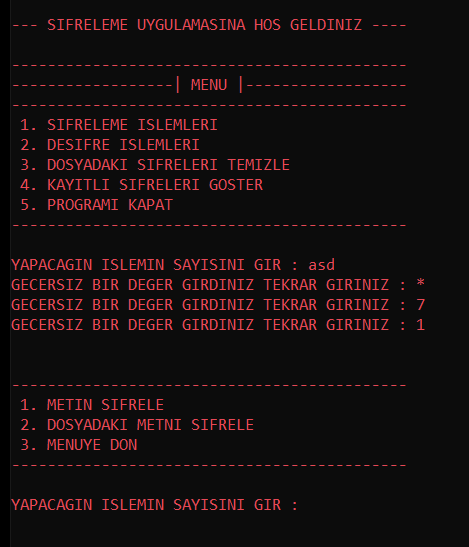 --- SIFRELEME UYGULAMASINA HOS GELDINIZ ----
--------------------------------------------
------------------| MENU |------------------
--------------------------------------------
1. SIFRELEME ISLEMLERI
2. DESIFRE ISLEMLERI
3. DOSYADAKI SIFRELERI TEMIZLE
4. KAYITLI SIFRELERI GOSTER
5. PROGRAMI KAPAT
--------------------------------------------
YAPACAGIN ISLEMIN SAYISINI GIR : asd
GECERSIZ BIR DEGER GIRDINIZ TEKRAR GIRINIZ : *
GECERSIZ BIR DEGER GIRDINIZ TEKRAR GIRINIZ : 7
GECERSIZ BIR DEGER GIRDINIZ TEKRAR GIRINIZ : 1
--------------------------------------------
1. METIN SIFRELE
2. DOSYADAKI METNI SIFRELE
3. MENUYE DON
--------------------------------------------
YAPACAGIN ISLEMIN SAYISINI GIR :